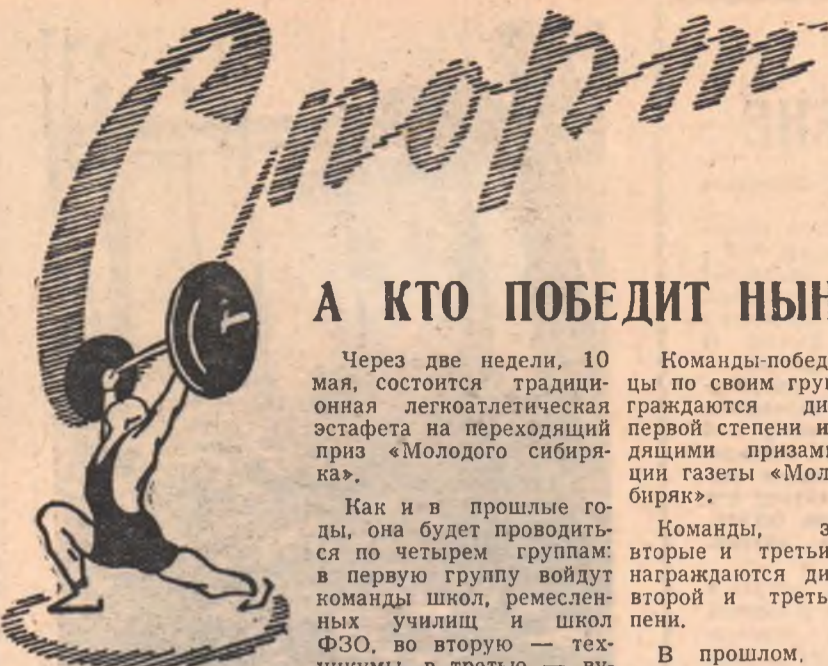 Спорт
А КТО ПОБЕДИТ
Через две недели, 10
мая, состоится традици-
онная легкоатлетическая
эстафета на переходящий
приз «Молодого сибиря-
ка».
Как и в прошлые го-
ды, она будет проводить-
ся по четырем группам:
в первую группу войдут
команды школ, ремеслен-
ных училищ и школ
ФЗО, во вторую — тех-
Команды-побед
цы по своим груп
граждаются ди
первой степени и
дящими призами
ции газеты «Мол
биряк».
Команды, з
вторые и третьи
награждаются ди
второй и треть
пени.
В прошлом,